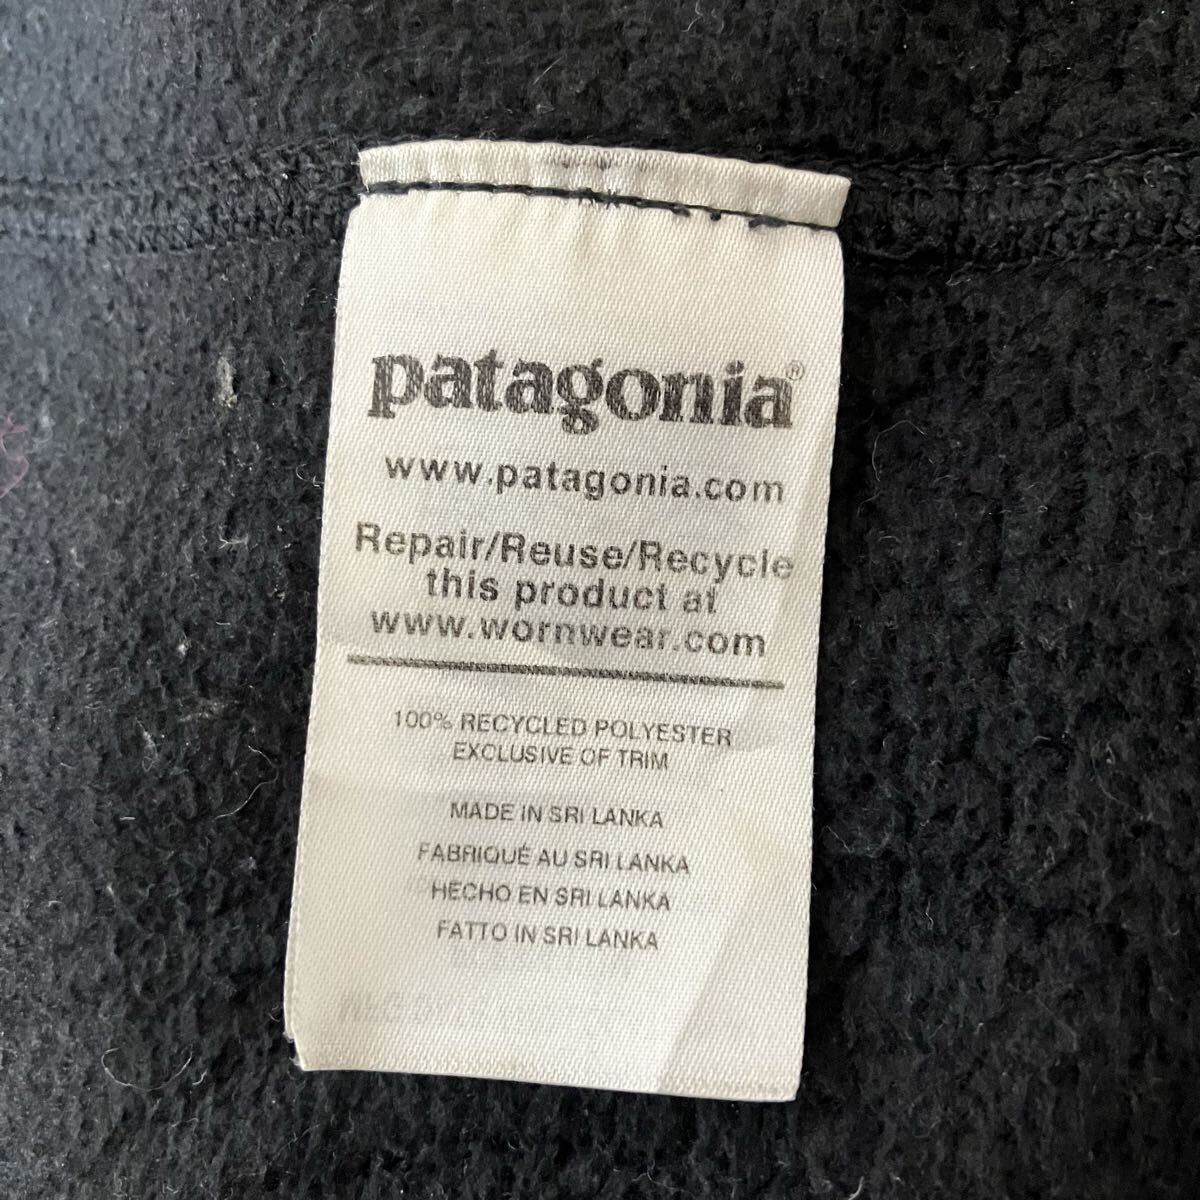 patagonia®
www.patagonia.com
Repair/Reuse/Recycle
this product at
www.wornwear.com
100% RECYCLED POLYESTER
EXCLUSIVE OF TRIM
MADE IN SRI LANKA
FABRIQUÉ AU SRI LANKA
HECHO EN SRI LANKA
FATTO IN SRI LANKA